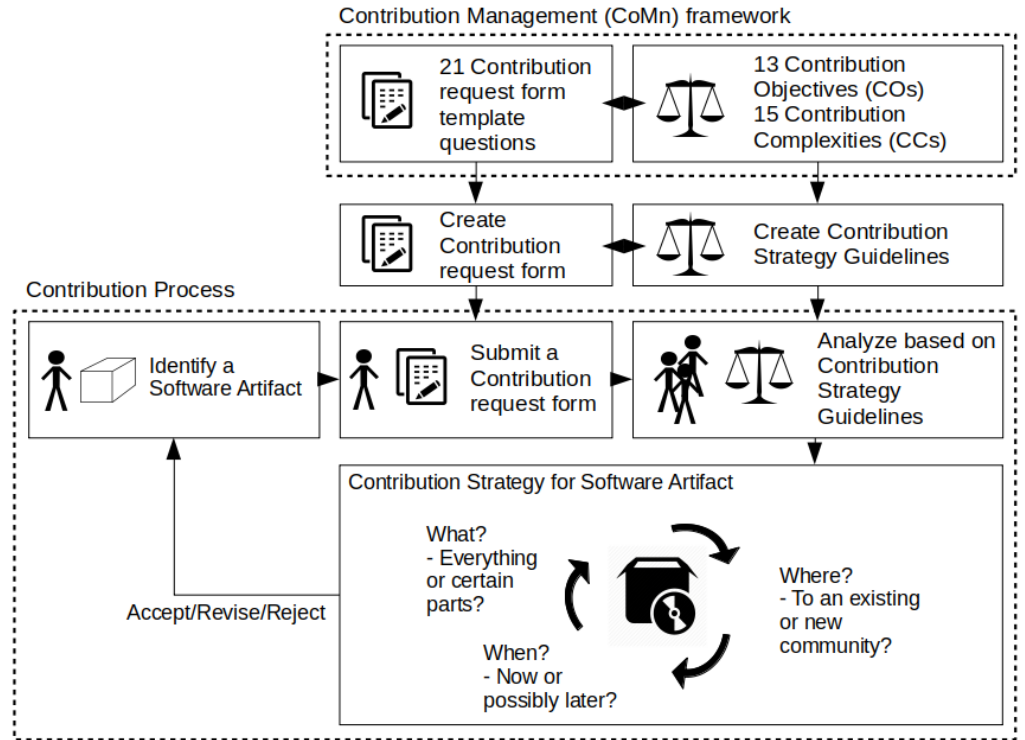 Contribution Management (CoMn) framework
21 Contribution
request form
template
questions
13 Contribution
Objectives (COs)
15 Contribution
Complexities (CCs)
Create
Contribution
request form
Create Contribution
Strategy Guidelines
Contribution Process
Identify a
Software Artifact
Submit a
Contribution
request form
Analyze based on
Contribution
Strategy
Guidelines
Contribution Strategy for Software Artifact
What?
- Everything
or certain
parts?
Where?
- To an existing
or new
community?
When?
- Now or
possibly later?
Accept/Revise/Reject